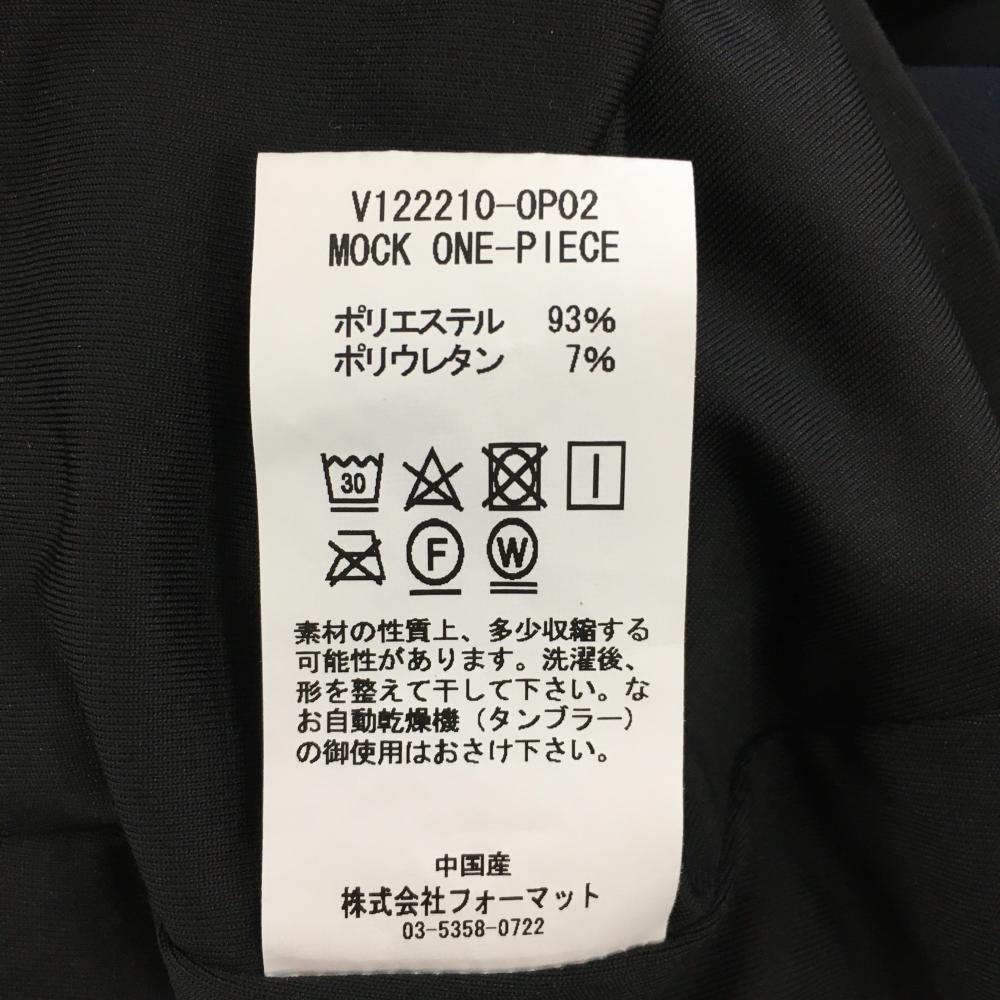 V122210-OP02
MOCK ONE-PIECE
ポリエステル 93%
ポリウレタン 7%
30
F W
素材の性質上、多少収縮する
可能性があります。洗濯後、
形を整えて干して下さい。な
お自動乾燥機（タンブラー）
の御使用はおさけ下さい。
中国産
株式会社フォーマット
03-5358-0722